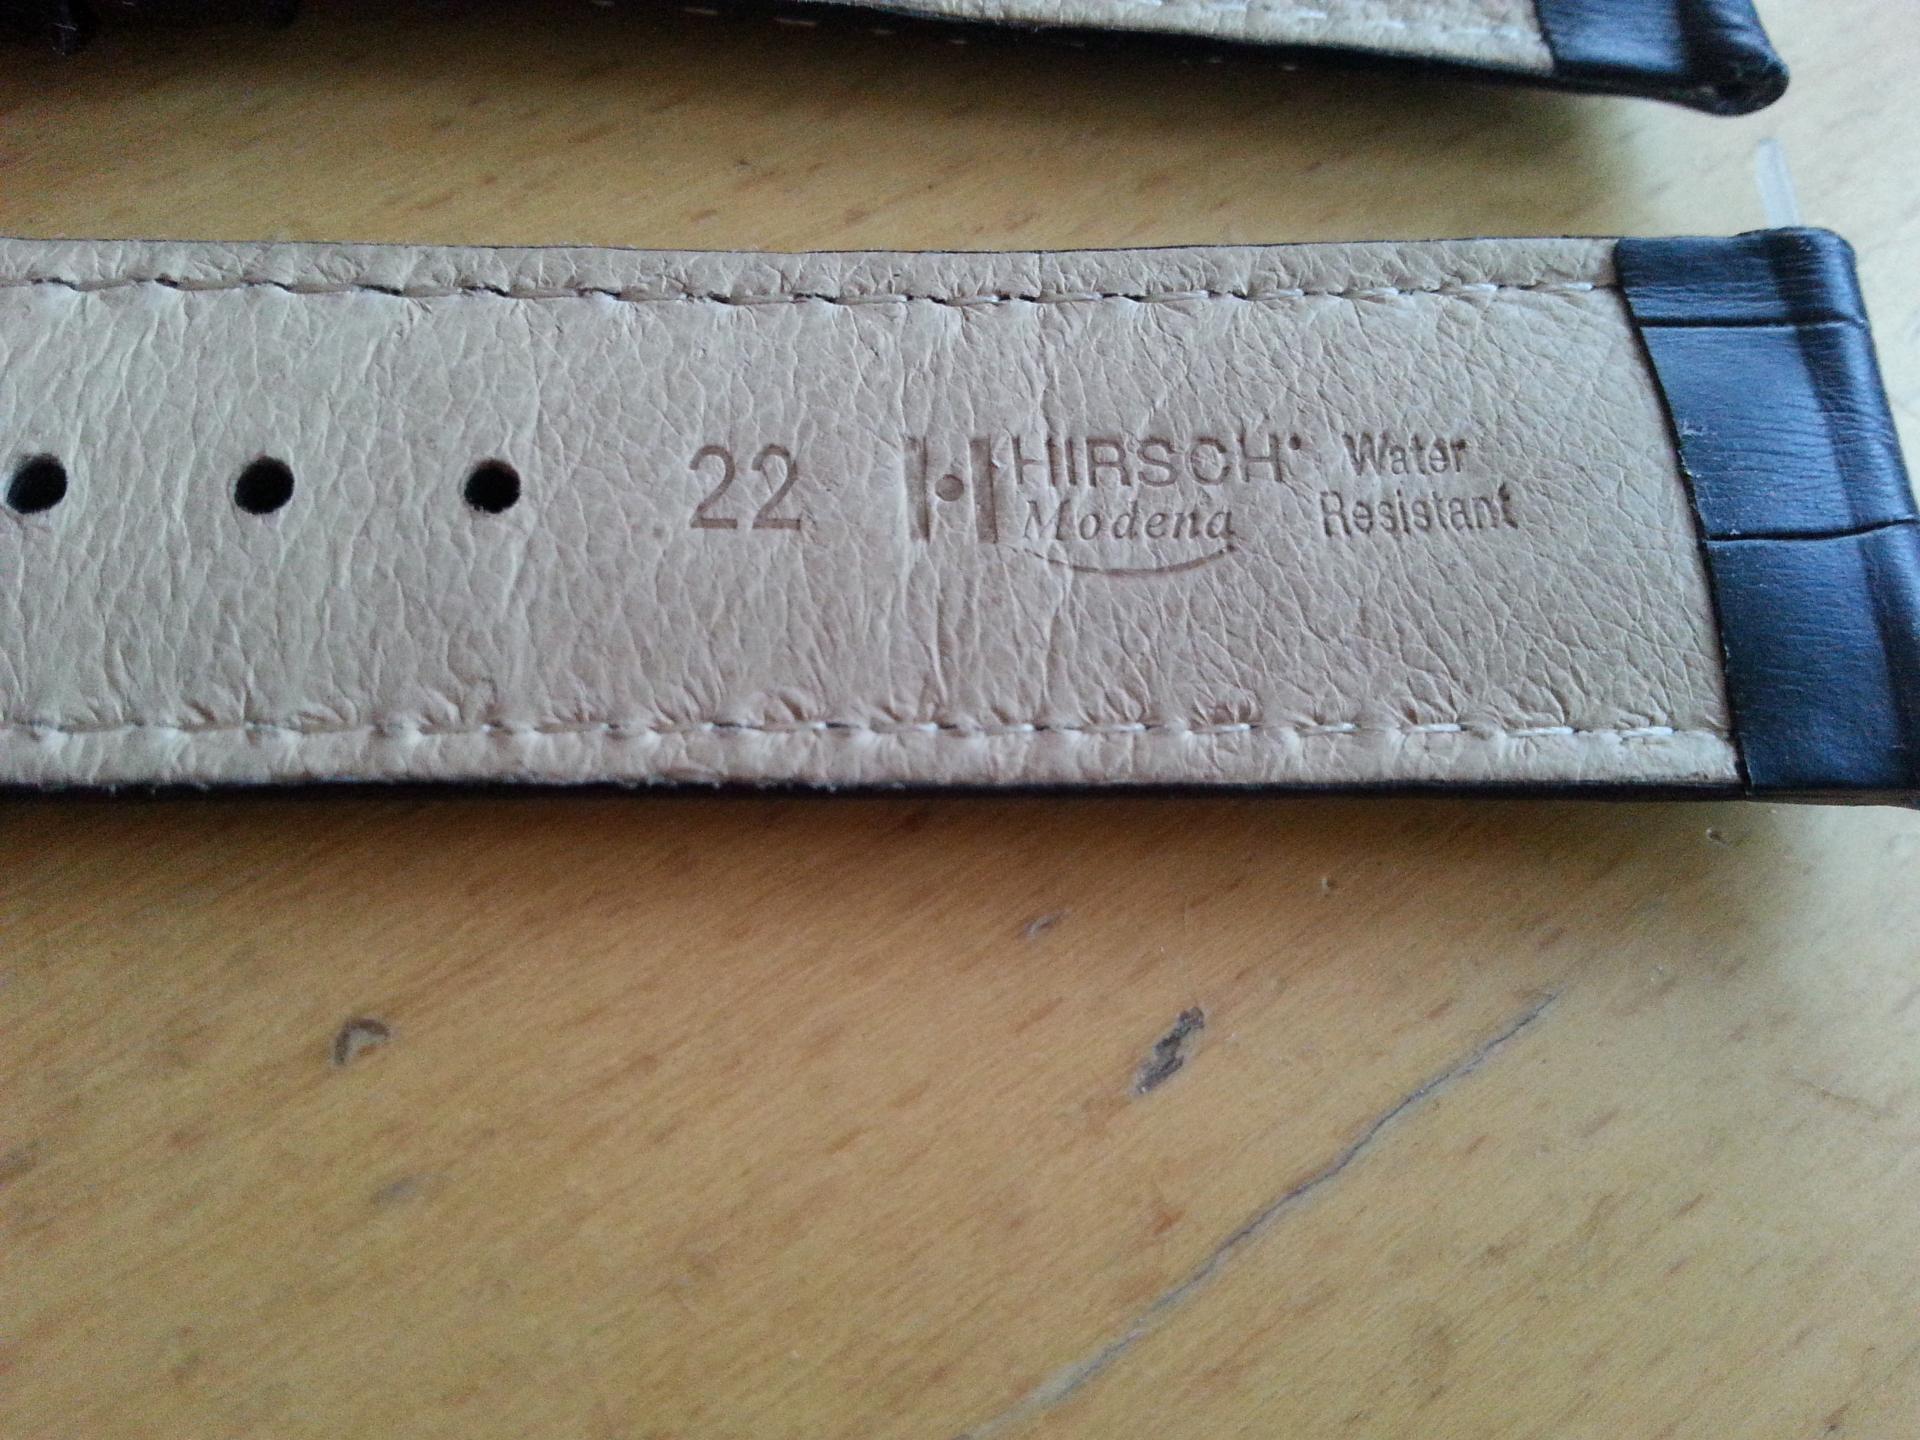 22 HIRSCH Water
Modena Resistant